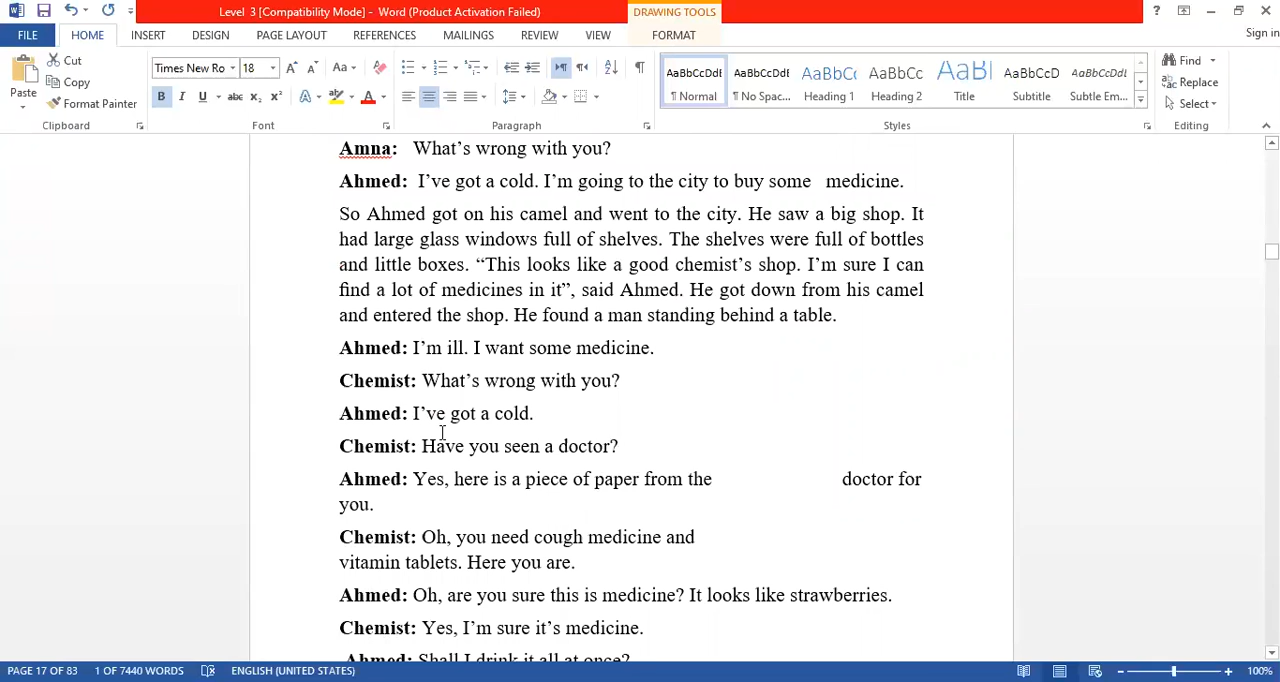 Level 3 [Compatibility Mode] - Word (Product Activation Failed)
DRAWING TOOLS
?
FILE HOME INSERT DESIGN PAGE LAYOUT REFERENCES MAILINGS REVIEW VIEW FORMAT Sign in
Cut
Copy
Format Painter
Paste
Times New Ro 18
AaBbCcDdE AaBbCcDdE AaBbCc AaBbCc AaBl AaBbCcD AaBbCcDdE
¶ Normal ¶ No Spac... Heading 1 Heading 2 Title Subtitle Subtle Em...
Find
Replace
Select
Clipboard Font Paragraph Styles Editing
Amna: What’s wrong with you?
Ahmed: I’ve got a cold. I’m going to the city to buy some medicine.
So Ahmed got on his camel and went to the city. He saw a big shop. It
had large glass windows full of shelves. The shelves were full of bottles
and little boxes. “This looks like a good chemist’s shop. I’m sure I can
find a lot of medicines in it”, said Ahmed. He got down from his camel
and entered the shop. He found a man standing behind a table.
Ahmed: I’m ill. I want some medicine.
Chemist: What’s wrong with you?
Ahmed: I’ve got a cold.
Chemist: Have you seen a doctor?
Ahmed: Yes, here is a piece of paper from the doctor for
you.
Chemist: Oh, you need cough medicine and
vitamin tablets. Here you are.
Ahmed: Oh, are you sure this is medicine? It looks like strawberries.
Chemist: Yes, I’m sure it’s medicine.
Ahmed: Shall I drink it all at once?
PAGE 17 OF 83 1 OF 7440 WORDS ENGLISH (UNITED STATES) 100%